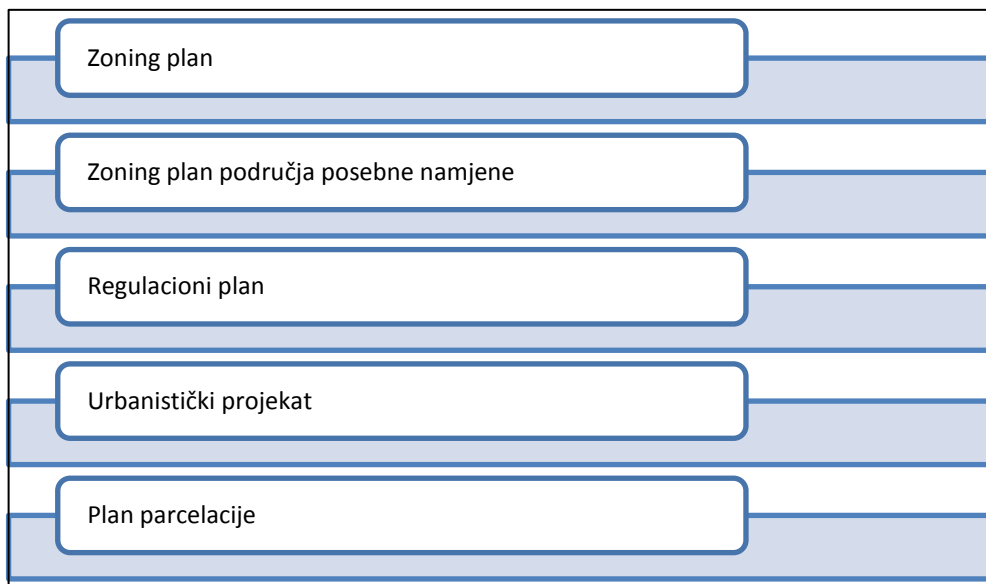 Zoning plan
Zoning plan područja posebne namjene
Regulacioni plan
Urbanistički projekat
Plan parcelacije